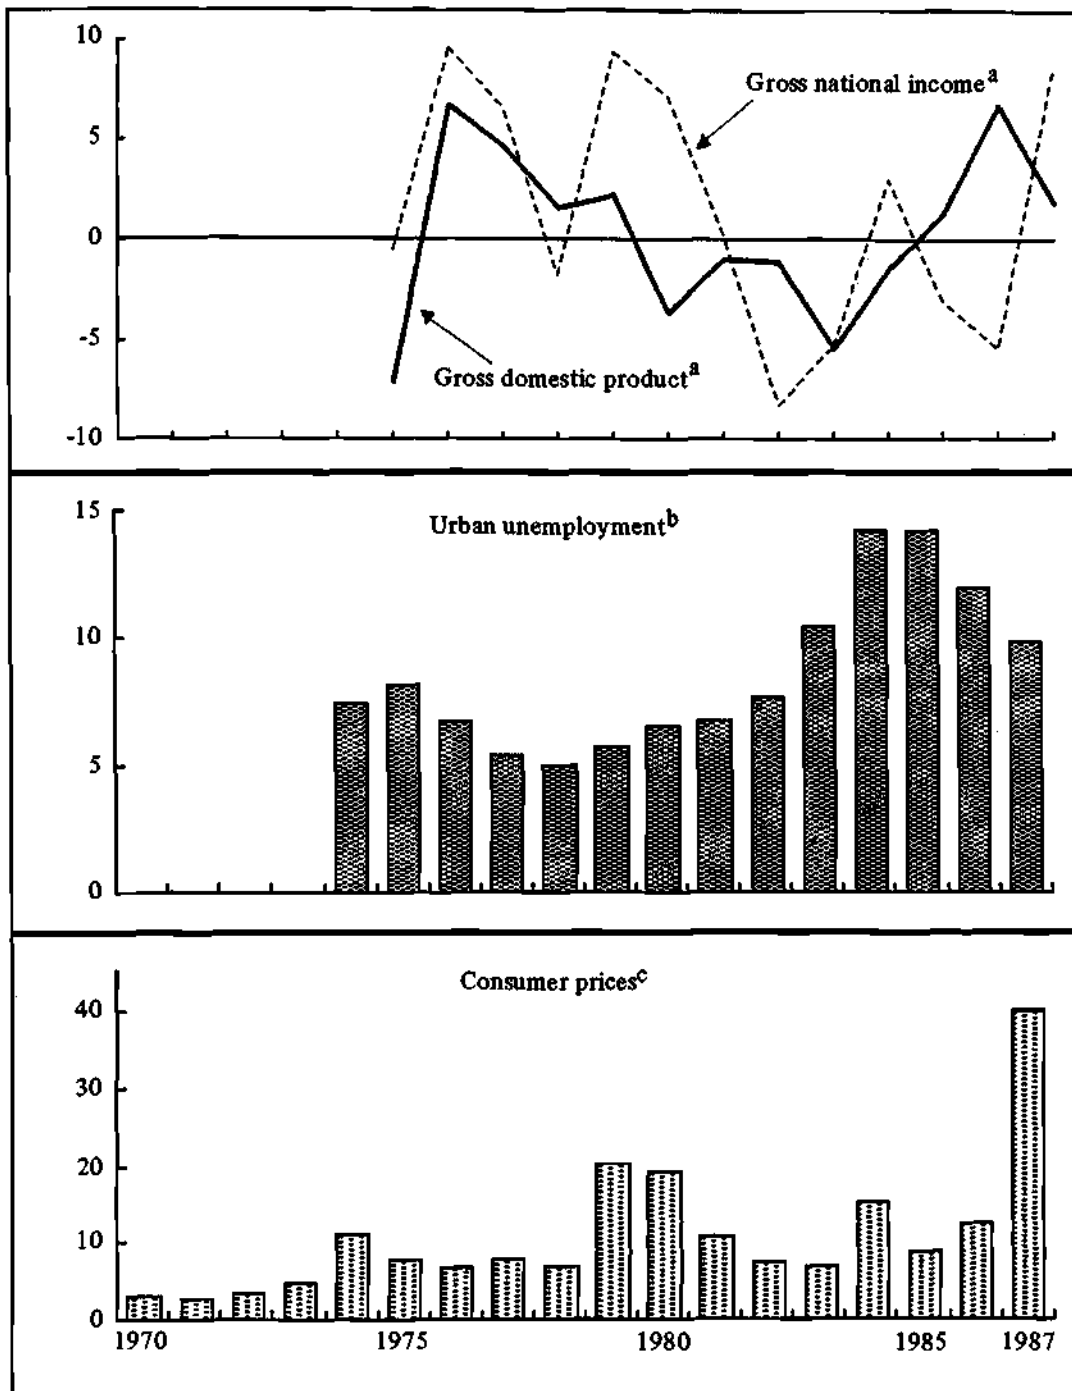 10
Gross national income a
5
0
-5
Gross domestic product a
-10
15
Urban unemployment b
10
5
0
Consumer prices c
40
30
20
10
0
1970 1975 1980 1985 1987